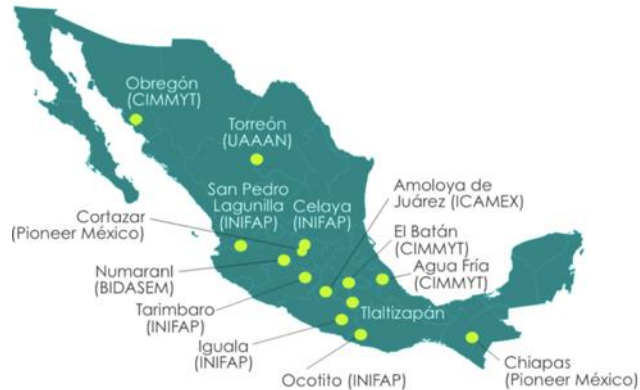 Obregón
(CIMMYT)
Torreón
(UAAAN)
San Pedro
Lagunilla
(INIFAP)
Celaya
(INIFAP)
Amoloya de
Juárez (ICAMEX)
Cortazar
(Pioneer México)
El Batán
(CIMMYT)
Agua Fría
(CIMMYT)
Numaranl
(BIDASEM)
Tarimbaro
(INIFAP)
Tlaltizapán
Iguala
(INIFAP)
Ocotito (INIFAP)
Chiapas
(Pioneer México)